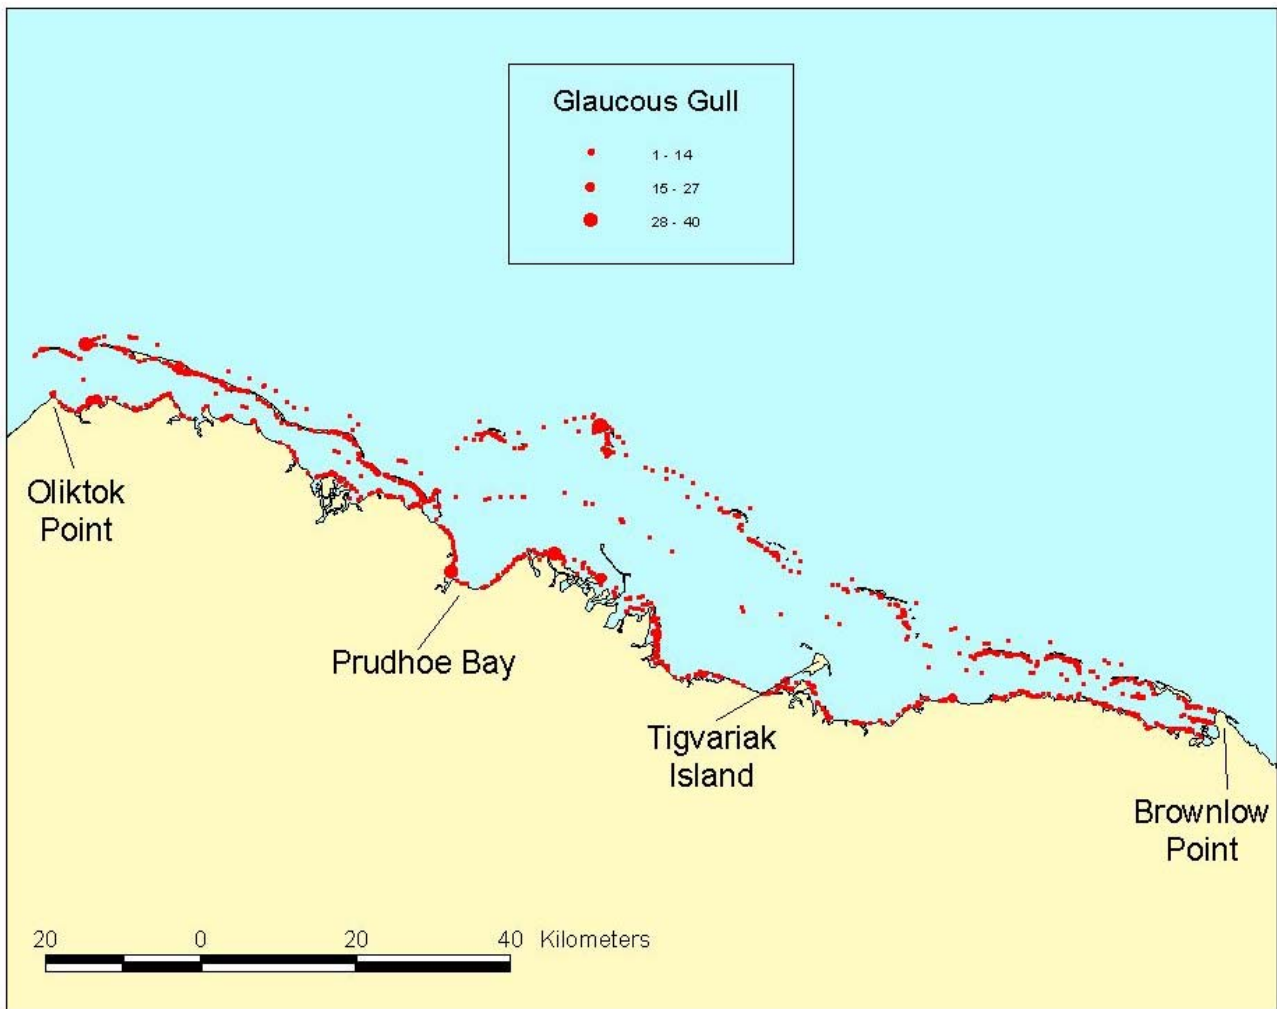 Glaucous Gull
1 - 14
15 - 27
28 - 40
Oliktok
Point
Prudhoe Bay
Tigvariak
Island
Brownlow
Point
20 0 20 40 Kilometers